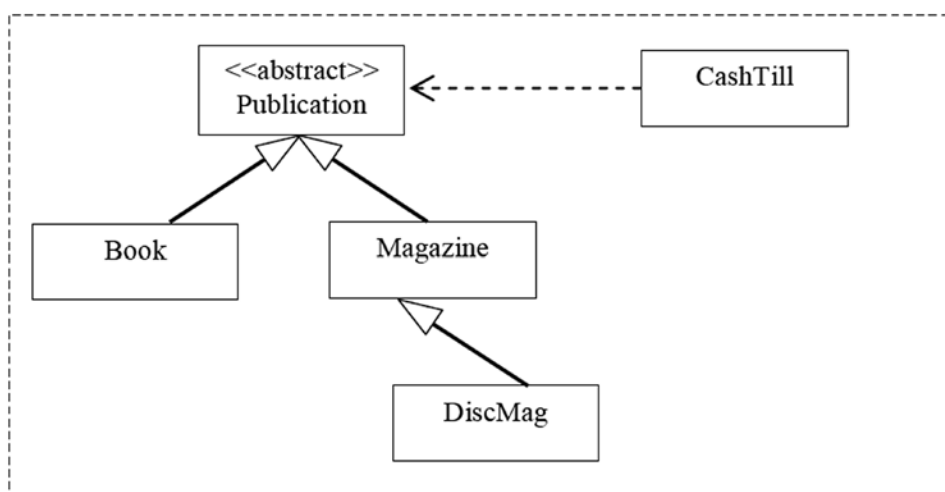 <<abstract>>
Publication
CashTill
Book
Magazine
DiscMag